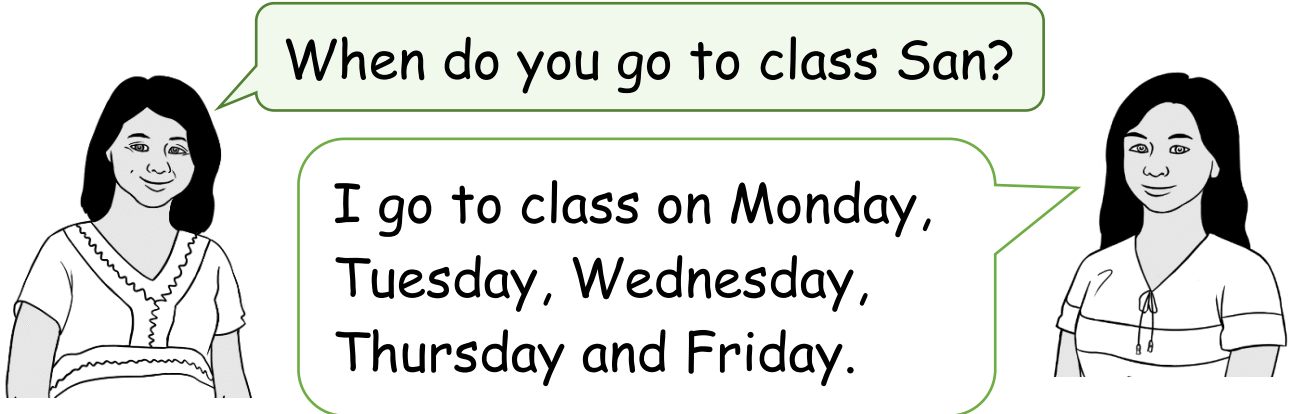 When do you go to class San?
I go to class on Monday,
Tuesday, Wednesday,
Thursday and Friday.